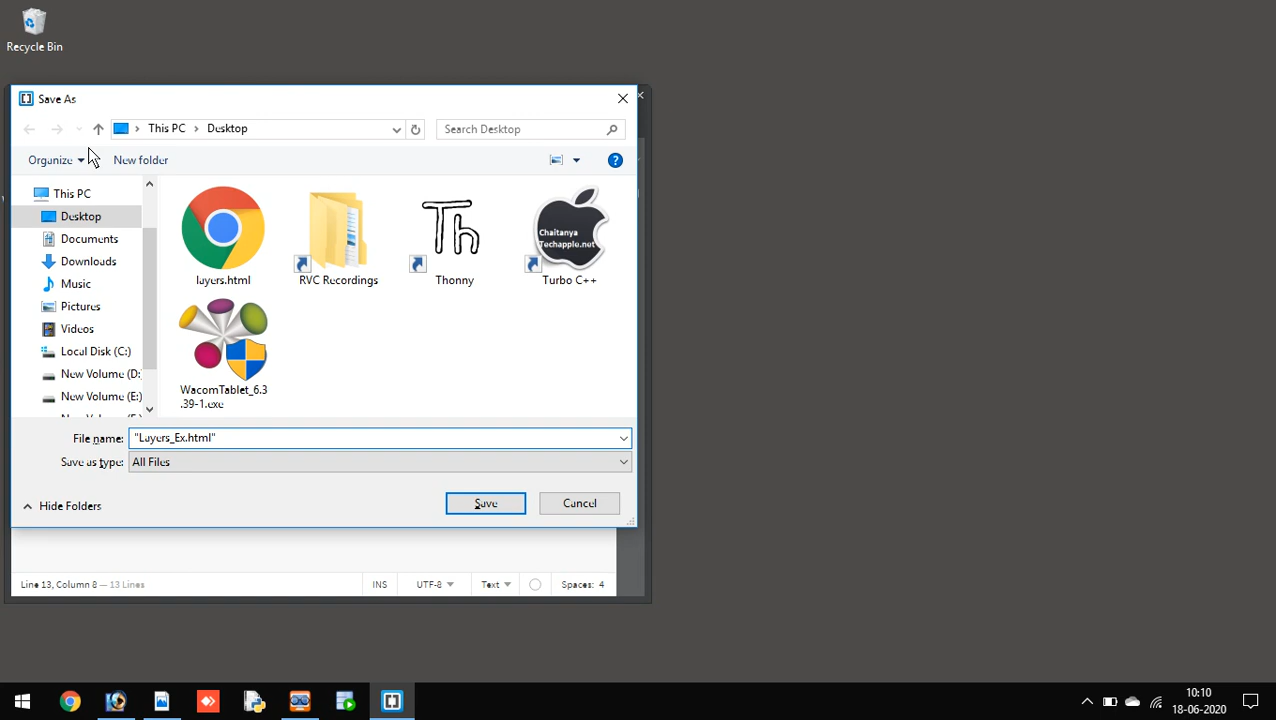 Recycle Bin
Save As
This PC > Desktop
Search Desktop
Organize
New folder
This PC
Desktop
Documents
Downloads
Music
Pictures
Videos
Local Disk (C:)
New Volume (D:
New Volume (E:)
layers.html
RVC Recordings
Th
Thonny
Chaitanya
Techapple.net
Turbo C++
WacomTablet_6.3
.39-1.exe
File name:
"Layers_Ex.html"
Save as type:
All Files
Hide Folders
Save
Cancel
Line 13, Column 8 — 13 Lines
INS
UTF-8
Text
Spaces: 4
10:10
18-06-2020